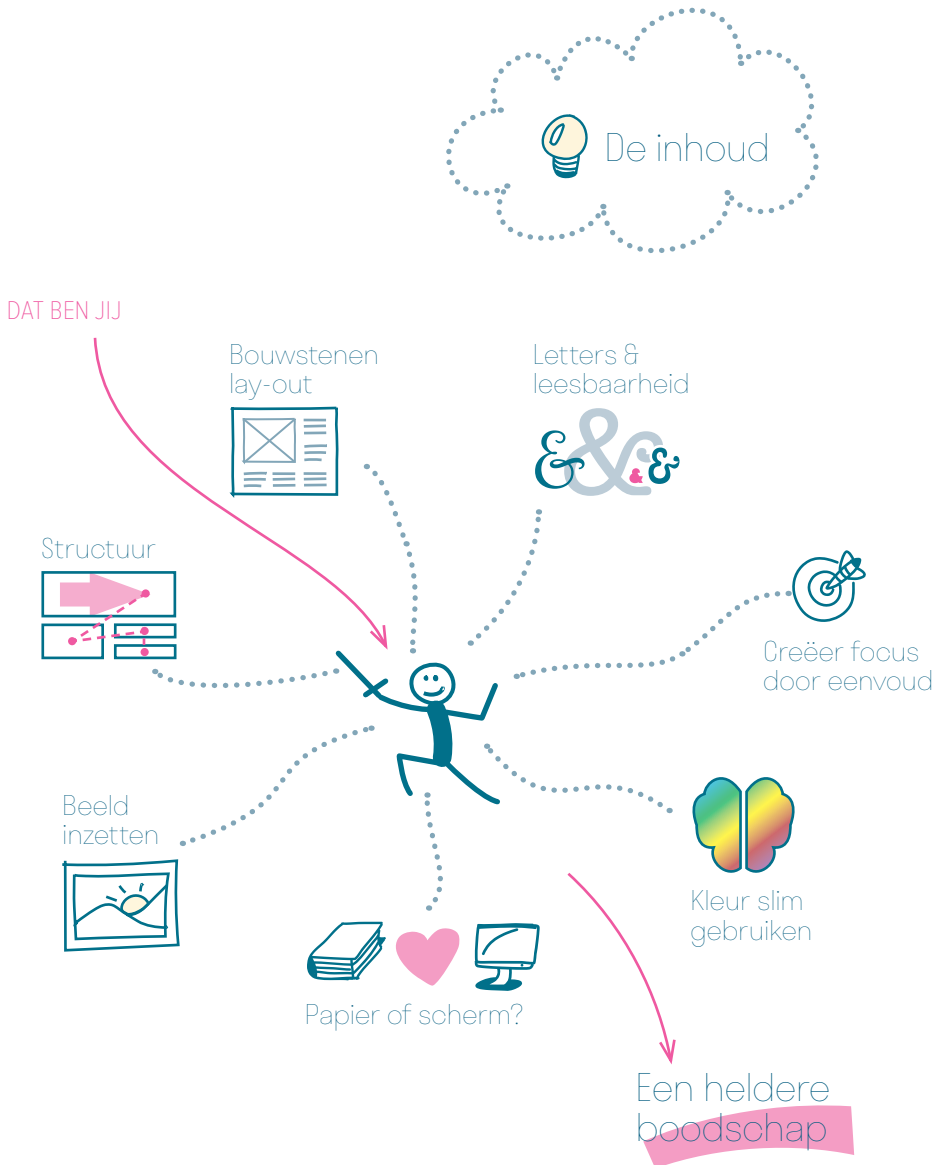 De inhoud
DAT BEN JIJ
Bouwstenen
lay-out
Letters &
leesbaarheid
&&&&&
Structuur
Creëer focus
door eenvoud
Beeld
inzetten
Kleur slim
gebruiken
Papier of scherm?
Een heldere
boodschap